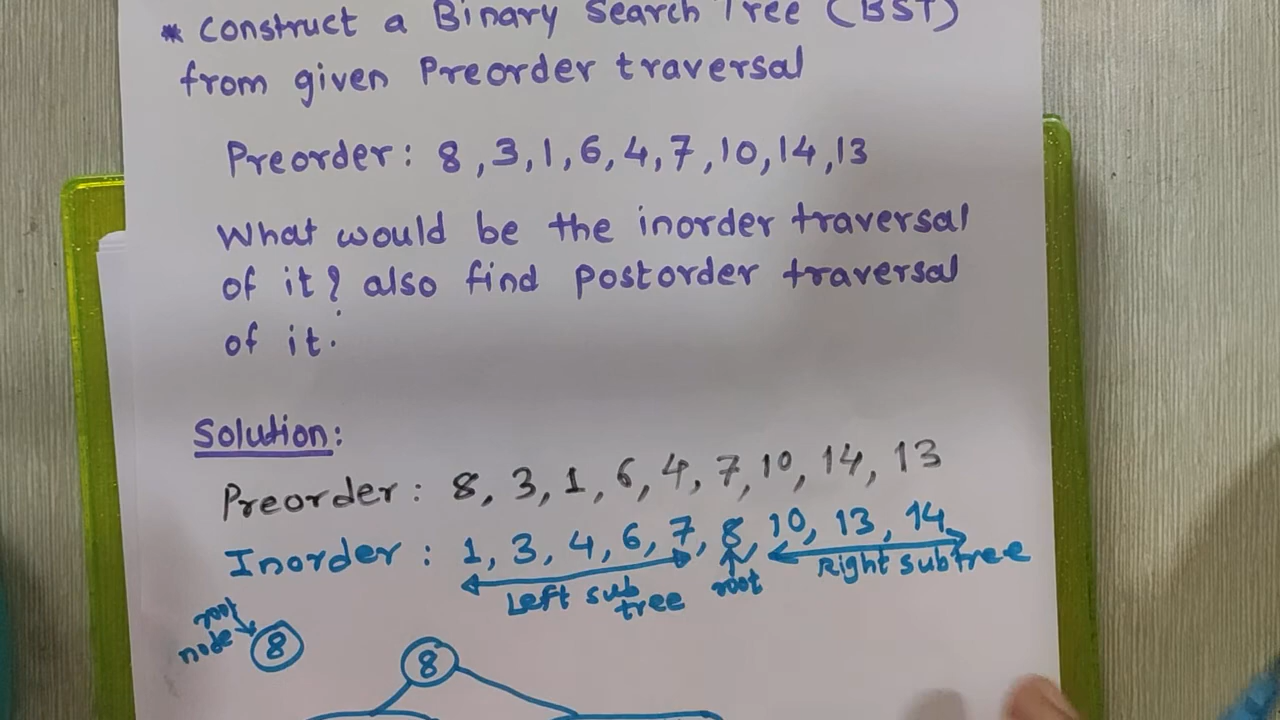 * Construct a Binary Search Tree (BST)
from given Preorder traversal
Preorder: 8,3,1,6,4,7,10,14,13
What would be the inorder traversal
of it? also find postorder traversal
of it.
Solution:
Preorder: 8, 3, 1, 6, 4, 7, 10, 14, 13
Inorder: 1, 3, 4, 6, 7, 8, 10, 13, 14
Left sub tree root Right subtree
root node 8
8